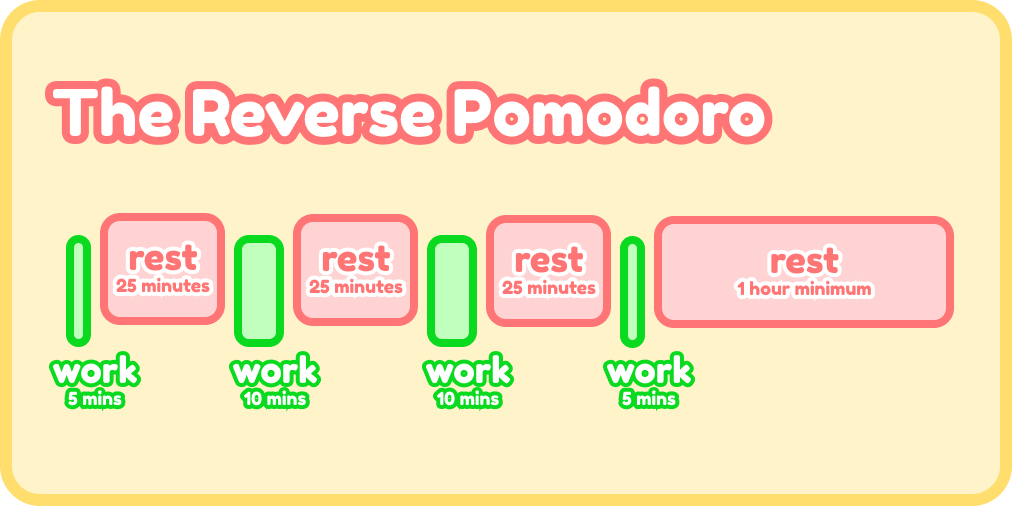 The Reverse Pomodoro
rest
25 minutes
rest
25 minutes
rest
25 minutes
rest
1 hour minimum
work
5 mins
work
10 mins
work
10 mins
work
5 mins